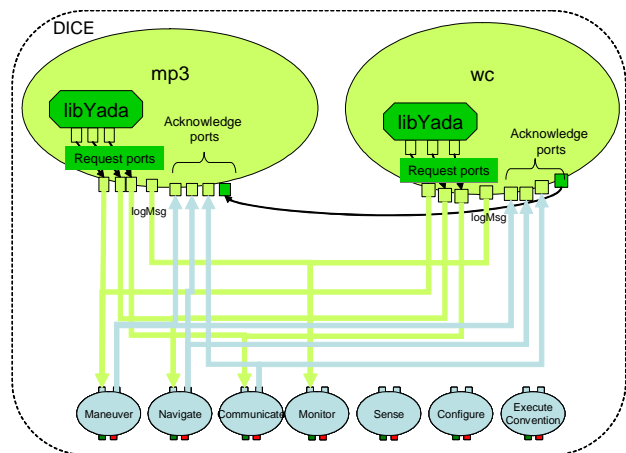 DICE
mp3
wc
libYada
libYada
Acknowledge
ports
Acknowledge
ports
Request ports
Request ports
logMsg
logMsg
Maneuver
Navigate
Communicate
Monitor
Sense
Configure
Execute
Convention